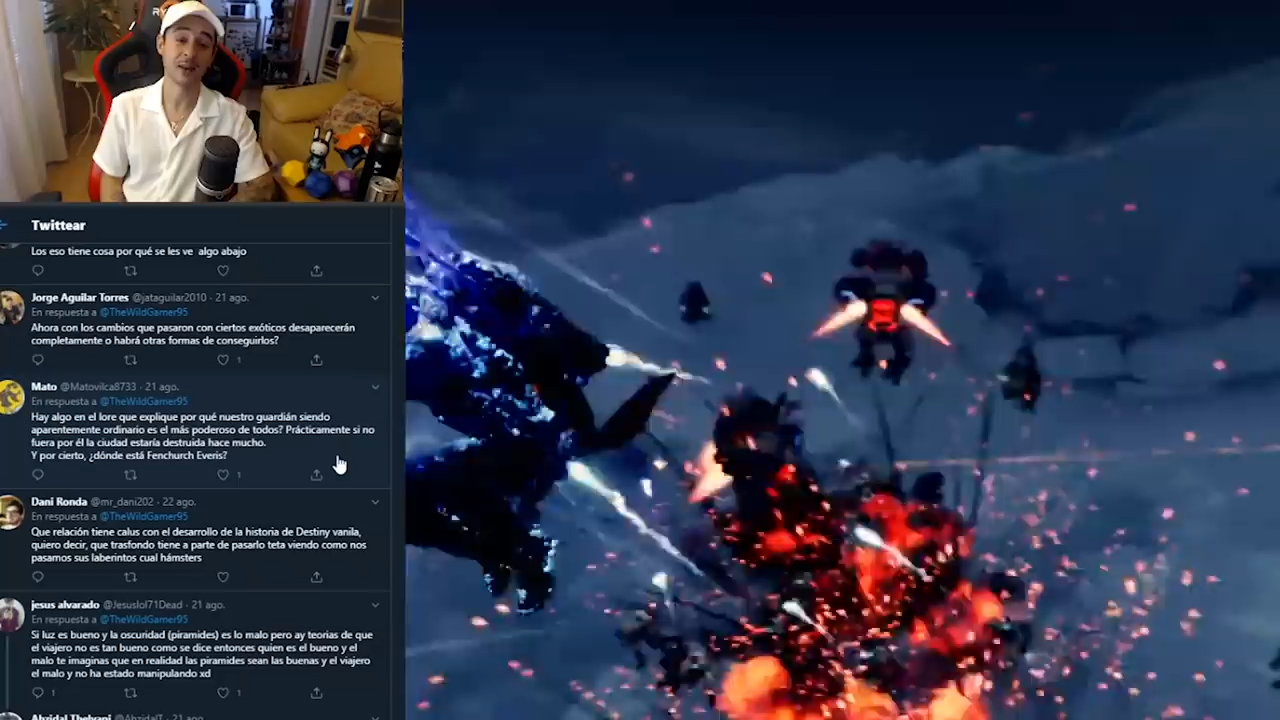 Twittear
Los eso tiene cosa por qué se les ve algo abajo
Jorge Aguilar Torres @jataguilar2010 · 21 ago.
En respuesta a @TheWildGamer95
Ahora con los cambios que pasaron con ciertos exóticos desaparecerán
completamente o habrá otras formas de conseguirlos?
1
Mato @Matovilca8733 · 21 ago.
En respuesta a @TheWildGamer95
Hay algo en el lore que explique por qué nuestro guardián siendo
aparentemente ordinario es el más poderoso de todos? Prácticamente si no
fuera por él la ciudad estaría destruida hace mucho.
Y por cierto, ¿dónde está Fenchurch Everis?
1
Dani Ronda @mr_dani202 · 22 ago.
En respuesta a @TheWildGamer95
Que relación tiene calus con el desarrollo de la historia de Destiny vanila,
quiero decir, que trasfondo tiene a parte de pasarlo teta viendo como nos
pasamos sus laberintos cual hámsters
jesus alvarado @Jesuslol71Dead · 21 ago.
En respuesta a @TheWildGamer95
Si luz es bueno y la oscuridad (piramides) es lo malo pero ay teorias de que
el viajero no es tan bueno como se dice entonces quien es el bueno y el
malo te imaginas que en realidad las piramides sean las buenas y el viajero
el malo y no ha estado manipulando xd
1 1